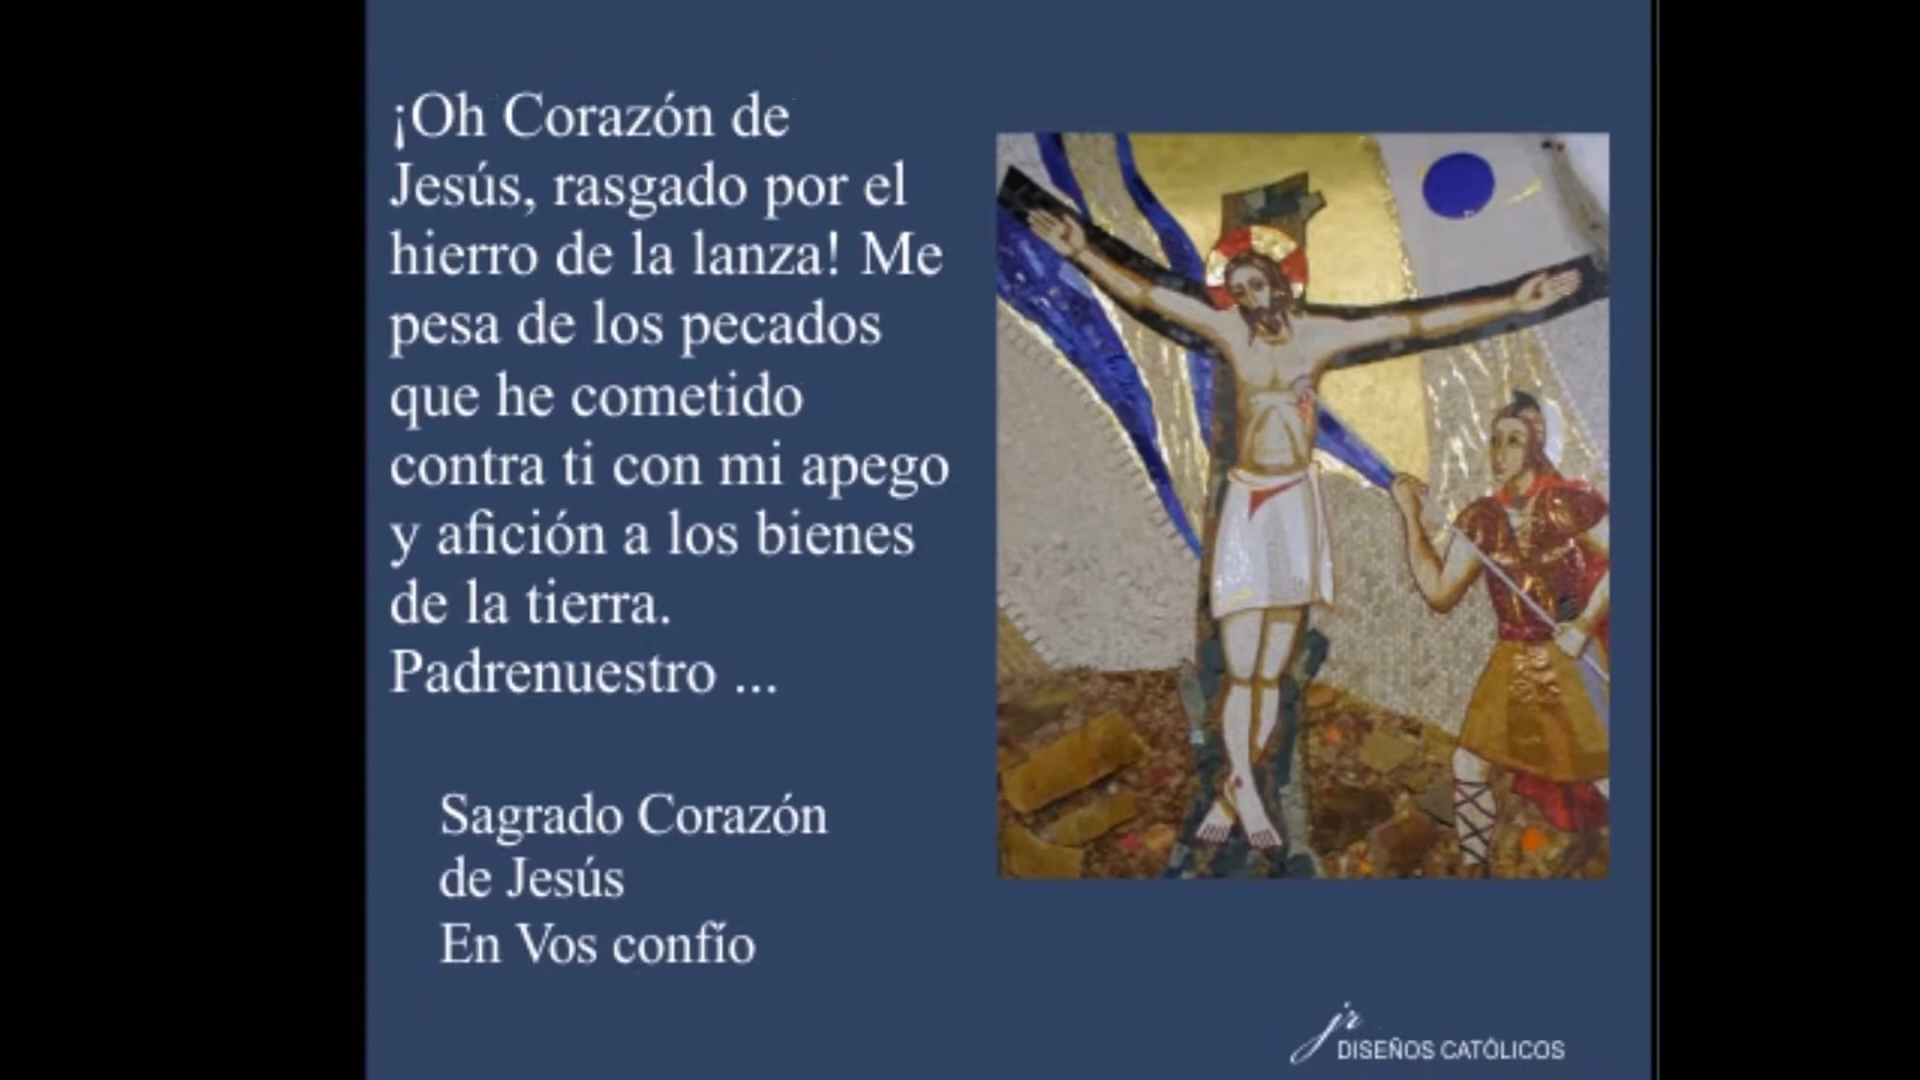 ¡Oh Corazón de
Jesús, rasgado por el
hierro de la lanza! Me
pesa de los pecados
que he cometido
contra ti con mi apego
y afición a los bienes
de la tierra.
Padrenuestro ...
Sagrado Corazón
de Jesús
En Vos confío
jr
DISEÑOS CATÓLICOS